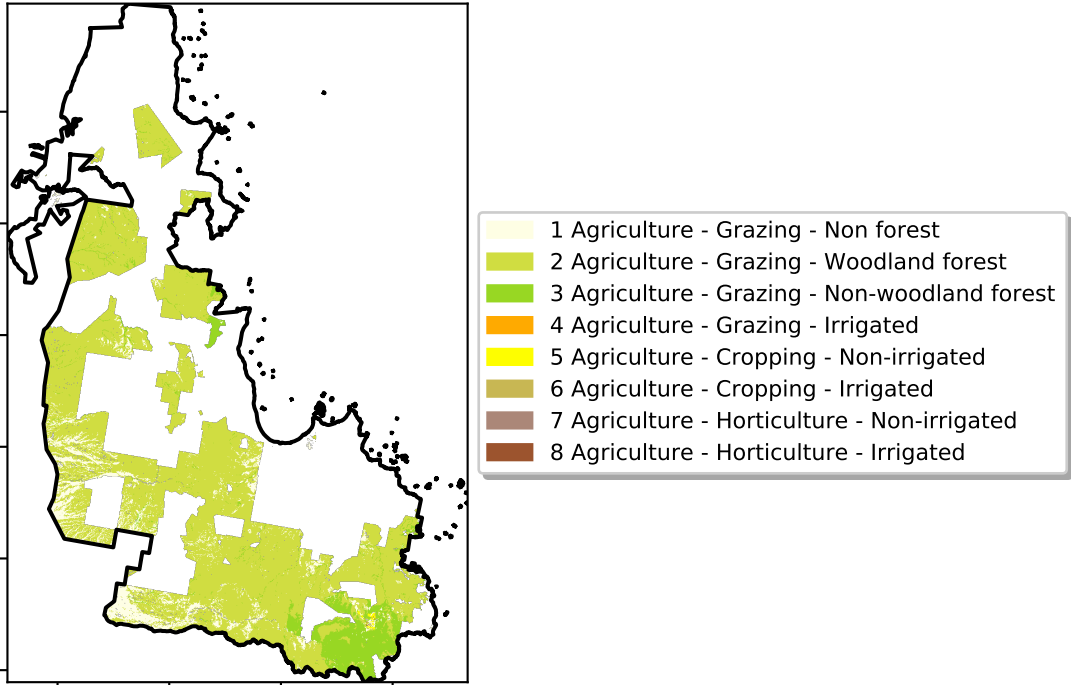 1 Agriculture - Grazing - Non forest
2 Agriculture - Grazing - Woodland forest
3 Agriculture - Grazing - Non-woodland forest
4 Agriculture - Grazing - Irrigated
5 Agriculture - Cropping - Non-irrigated
6 Agriculture - Cropping - Irrigated
7 Agriculture - Horticulture - Non-irrigated
8 Agriculture - Horticulture - Irrigated